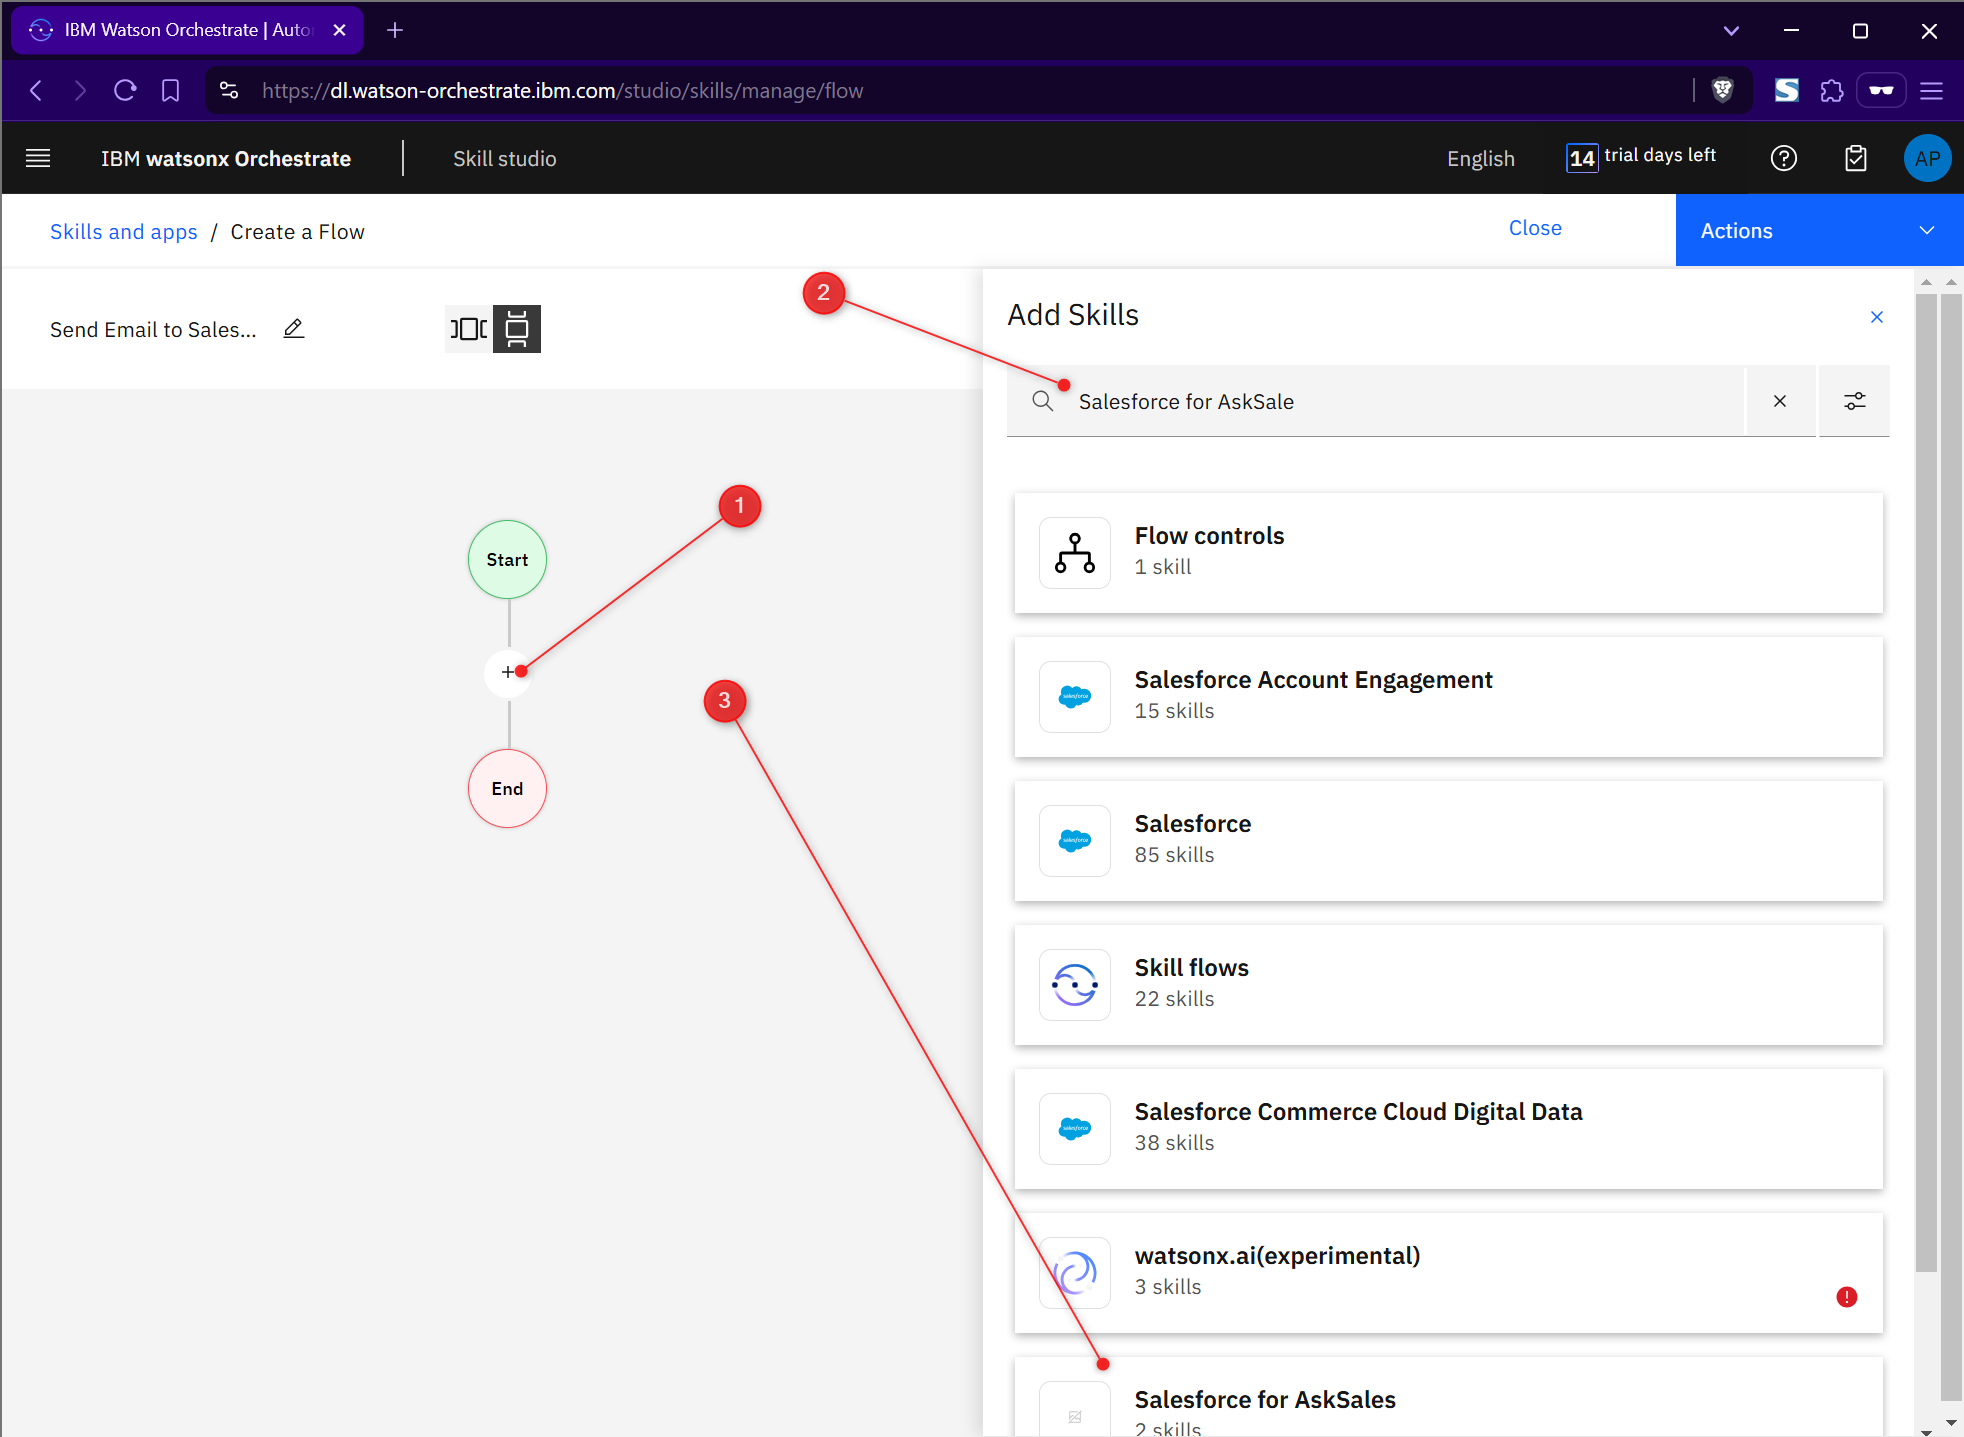 IBM Watson Orchestrate | Auto
https://dl.watson-orchestrate.ibm.com/studio/skills/manage/flow
IBM watsonx Orchestrate
Skill studio
English
14 trial days left
AP
Skills and apps / Create a Flow
Close
Actions
2
Send Email to Sales...
Add Skills
Salesforce for AskSale
1
Start
+
3
End
Flow controls
1 skill
Salesforce Account Engagement
15 skills
Salesforce
85 skills
Skill flows
22 skills
Salesforce Commerce Cloud Digital Data
38 skills
watsonx.ai(experimental)
3 skills
Salesforce for AskSales
2 skills